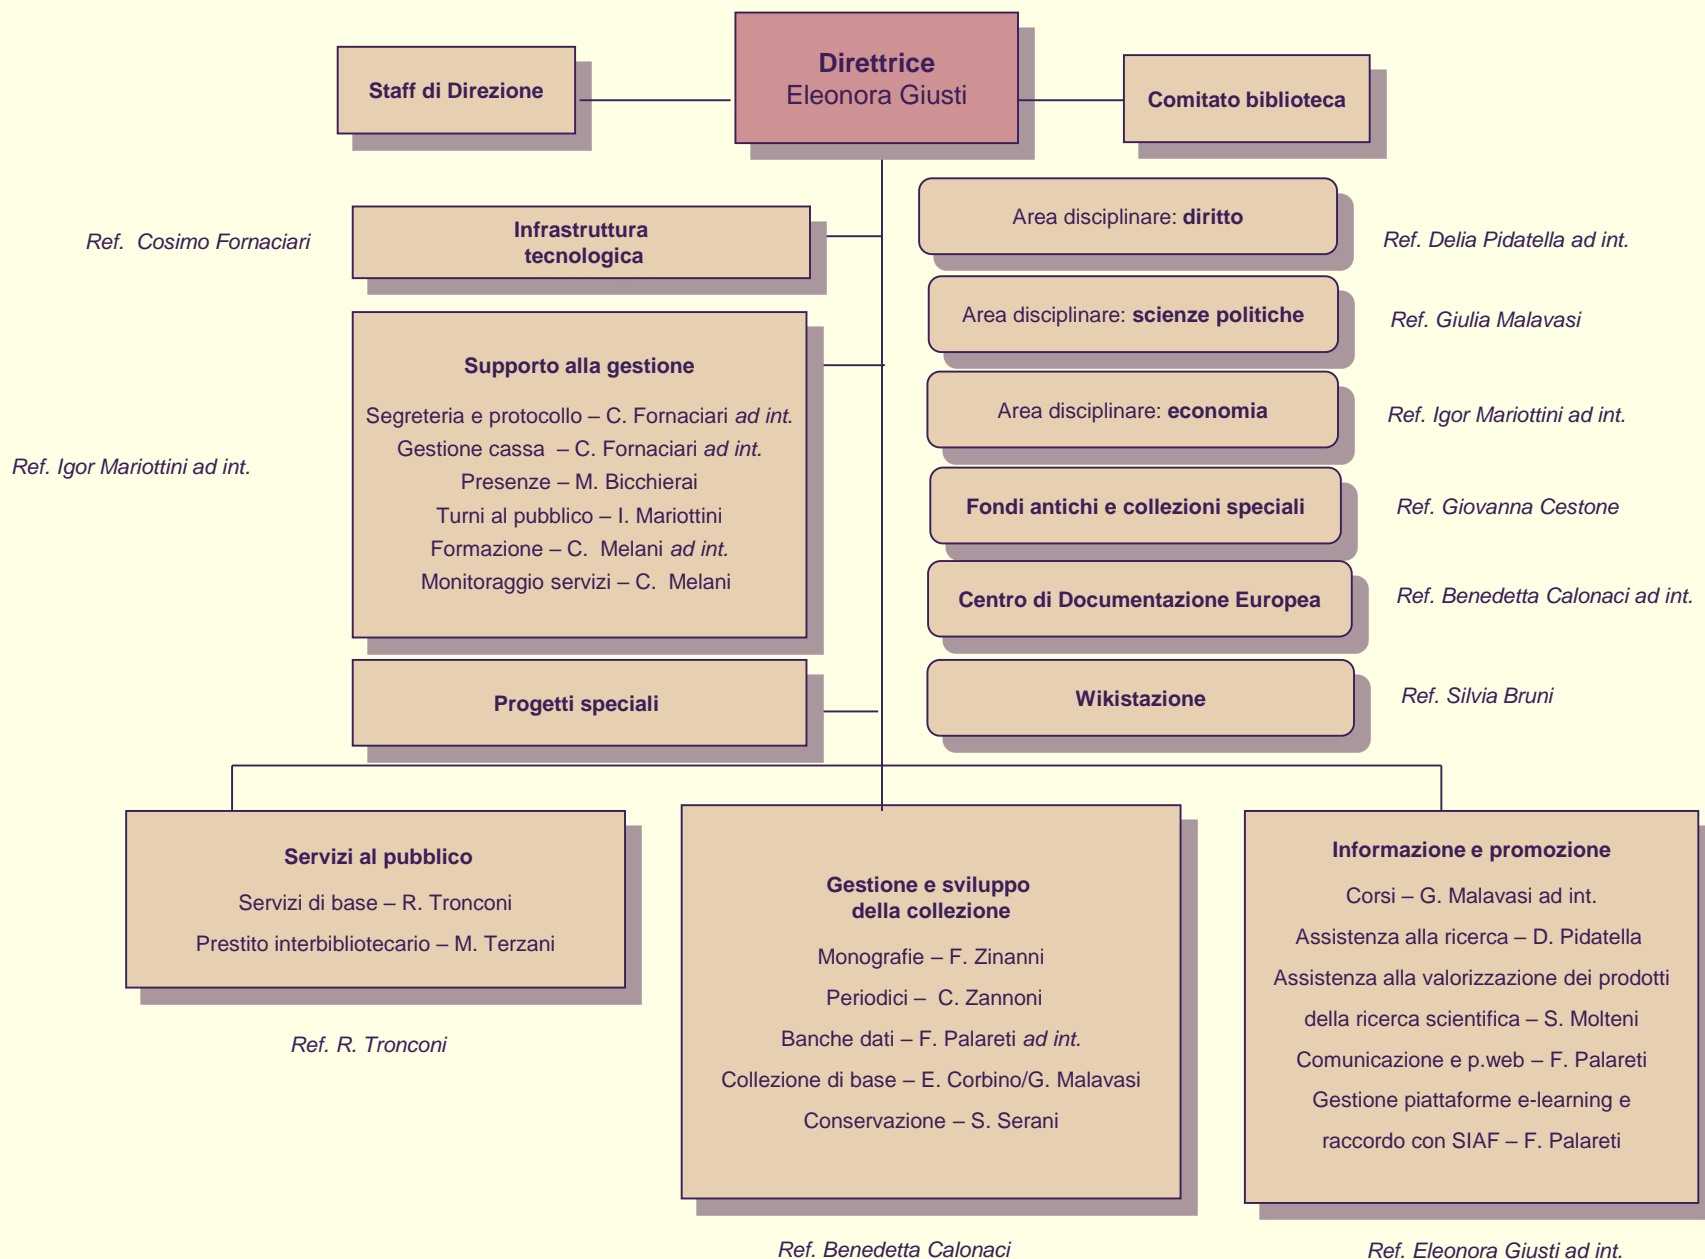 Staff di Direzione
Direttrice
Eleonora Giusti
Comitato biblioteca
Ref.  Cosimo Fornaciari
Infrastruttura
tecnologica
Ref. Igor Mariottini ad int.
Supporto alla gestione
Segreteria e protocollo – C. Fornaciari ad int.
Gestione cassa  – C. Fornaciari ad int.
Presenze – M. Bicchierai
Turni al pubblico – I. Mariottini
Formazione – C.  Melani ad int.
Monitoraggio servizi – C.  Melani
Progetti speciali
Area disciplinare: diritto
Ref. Delia Pidatella ad int.
Area disciplinare: scienze politiche
Ref. Giulia Malavasi
Area disciplinare: economia
Ref. Igor Mariottini ad int.
Fondi antichi e collezioni speciali
Ref. Giovanna Cestone
Centro di Documentazione Europea
Ref. Benedetta Calonaci ad int.
Wikistazione
Ref. Silvia Bruni
Servizi al pubblico
Servizi di base – R. Tronconi
Prestito interbibliotecario – M. Terzani
Ref. R. Tronconi
Gestione e sviluppo
della collezione
Monografie – F. Zinanni
Periodici –  C. Zannoni
Banche dati – F. Palareti ad int.
Collezione di base – E. Corbino/G. Malavasi
Conservazione – S. Serani
Ref. Benedetta Calonaci
Informazione e promozione
Corsi – G. Malavasi ad int.
Assistenza alla ricerca – D. Pidatella
Assistenza alla valorizzazione dei prodotti
della ricerca scientifica – S. Molteni
Comunicazione e p.web – F. Palareti
Gestione piattaforme e-learning e
raccordo con SIAF – F. Palareti
Ref. Eleonora Giusti ad int.